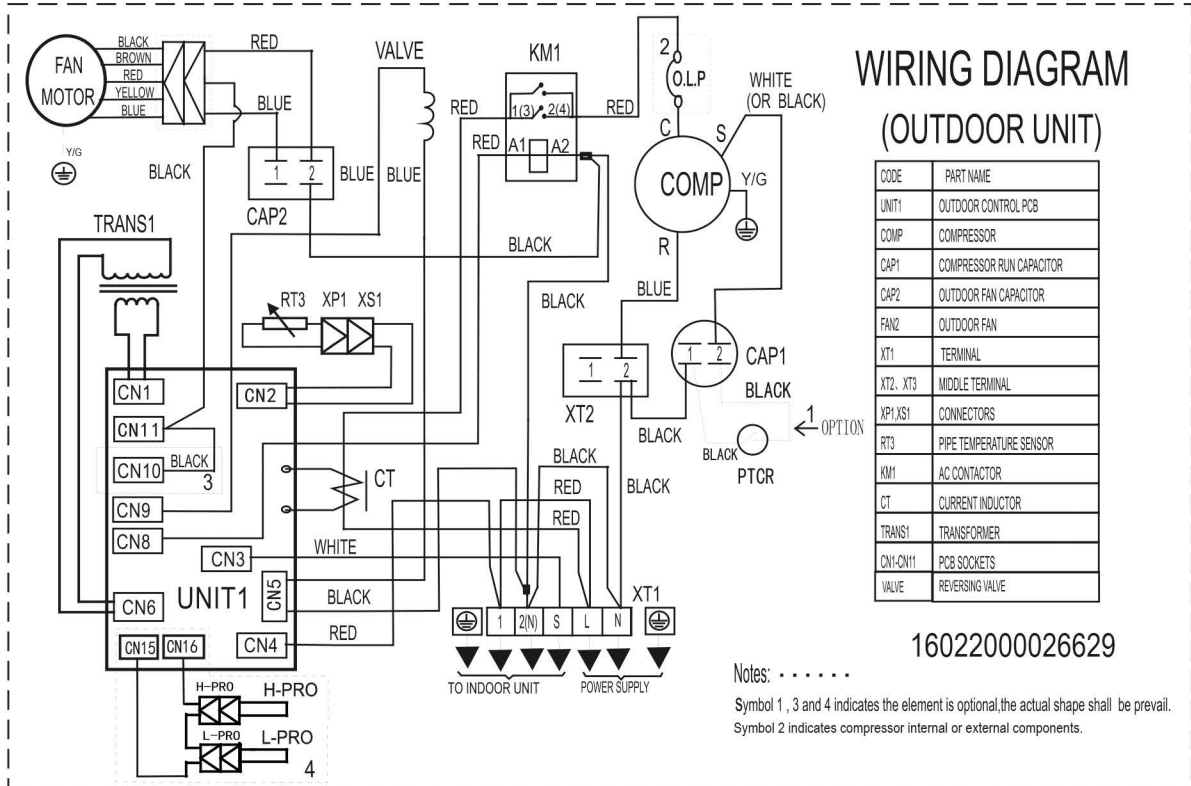 WIRING DIAGRAM
(OUTDOOR UNIT)
FAN
MOTOR
BLACK
BROWN
RED
YELLOW
BLUE
Y/G
RED
BLUE
BLACK
1 2
CAP2
VALVE
BLUE BLUE
KM1
RED
1(3) 2(4)
RED
RED
A1 A2
BLACK
2
O.L.P
C
S
COMP
R
Y/G
WHITE
(OR BLACK)
BLUE
BLACK
TRANS1
RT3 XP1 XS1
1 2
XT2
1 2
CAP1
BLACK
BLACK
BLACK
PTCR
1
OPTION
BLACK
BLACK
RED
RED
CN1
CN2
CN11
CN10
BLACK
3
CN9
CN8
CN3
WHITE
CT
UNIT1
CN5
BLACK
CN6
CN4
RED
CN15
CN16
XT1
1 2(N) S L N
TO INDOOR UNIT
POWER SUPPLY
H-PRO
H-PRO
L-PRO
L-PRO
4
CODE PART NAME
UNIT1 OUTDOOR CONTROL PCB
COMP COMPRESSOR
CAP1 COMPRESSOR RUN CAPACITOR
CAP2 OUTDOOR FAN CAPACITOR
FAN2 OUTDOOR FAN
XT1 TERMINAL
XT2、XT3 MIDDLE TERMINAL
XP1,XS1 CONNECTORS
RT3 PIPE TEMPERATURE SENSOR
KM1 AC CONTACTOR
CT CURRENT INDUCTOR
TRANS1 TRANSFORMER
CN1-CN11 PCB SOCKETS
VALVE REVERSING VALVE
16022000026629
Notes: · · · · · ·
Symbol 1 , 3 and 4 indicates the element is optional,the actual shape shall be prevail.
Symbol 2 indicates compressor internal or external components.